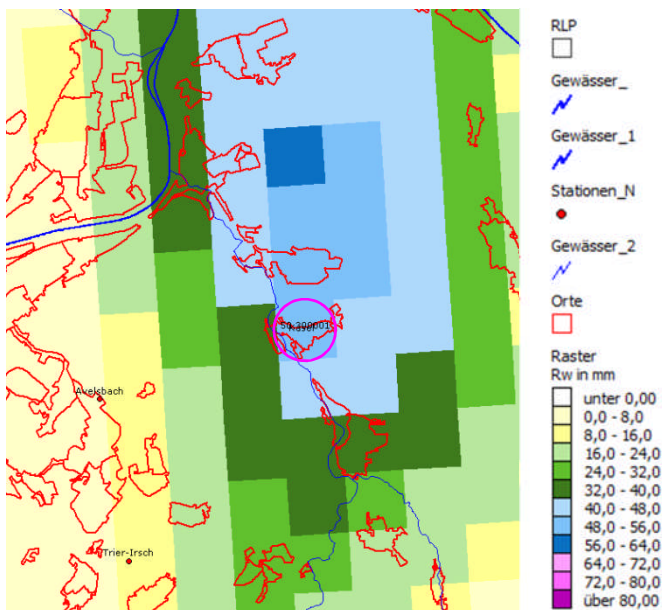 RLP
Gewässer_
Gewässer_1
Stationen_N
Gewässer_2
Orte
Raster
Rw in mm
unter 0,00
0,0 - 8,0
8,0 - 16,0
16,0 - 24,0
24,0 - 32,0
32,0 - 40,0
40,0 - 48,0
48,0 - 56,0
56,0 - 64,0
64,0 - 72,0
72,0 - 80,0
über 80,00
Avelsbach
Trier-Irsch